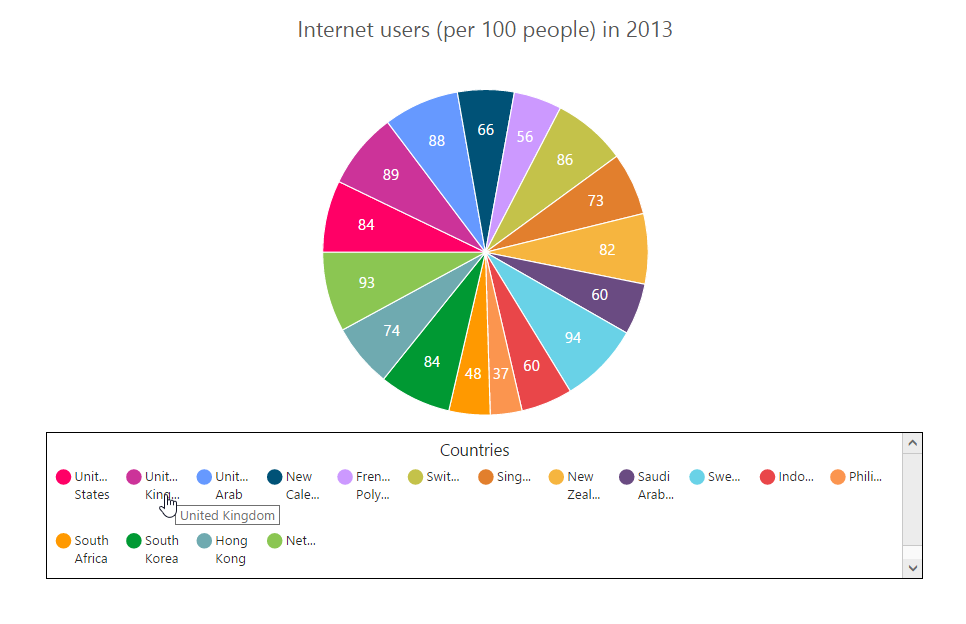 Internet users (per 100 people) in 2013
66
56
88
86
89
73
84
82
93
60
74
94
84
48
37
60
Countries
Unit... Unit... Unit... New Fren... Swit... Sing... New Saudi Swe... Indo... Phili...
States King... Arab Cale... Poly... Zeal... Arab...
United Kingdom
South South Hong Net...
Africa Korea Kong